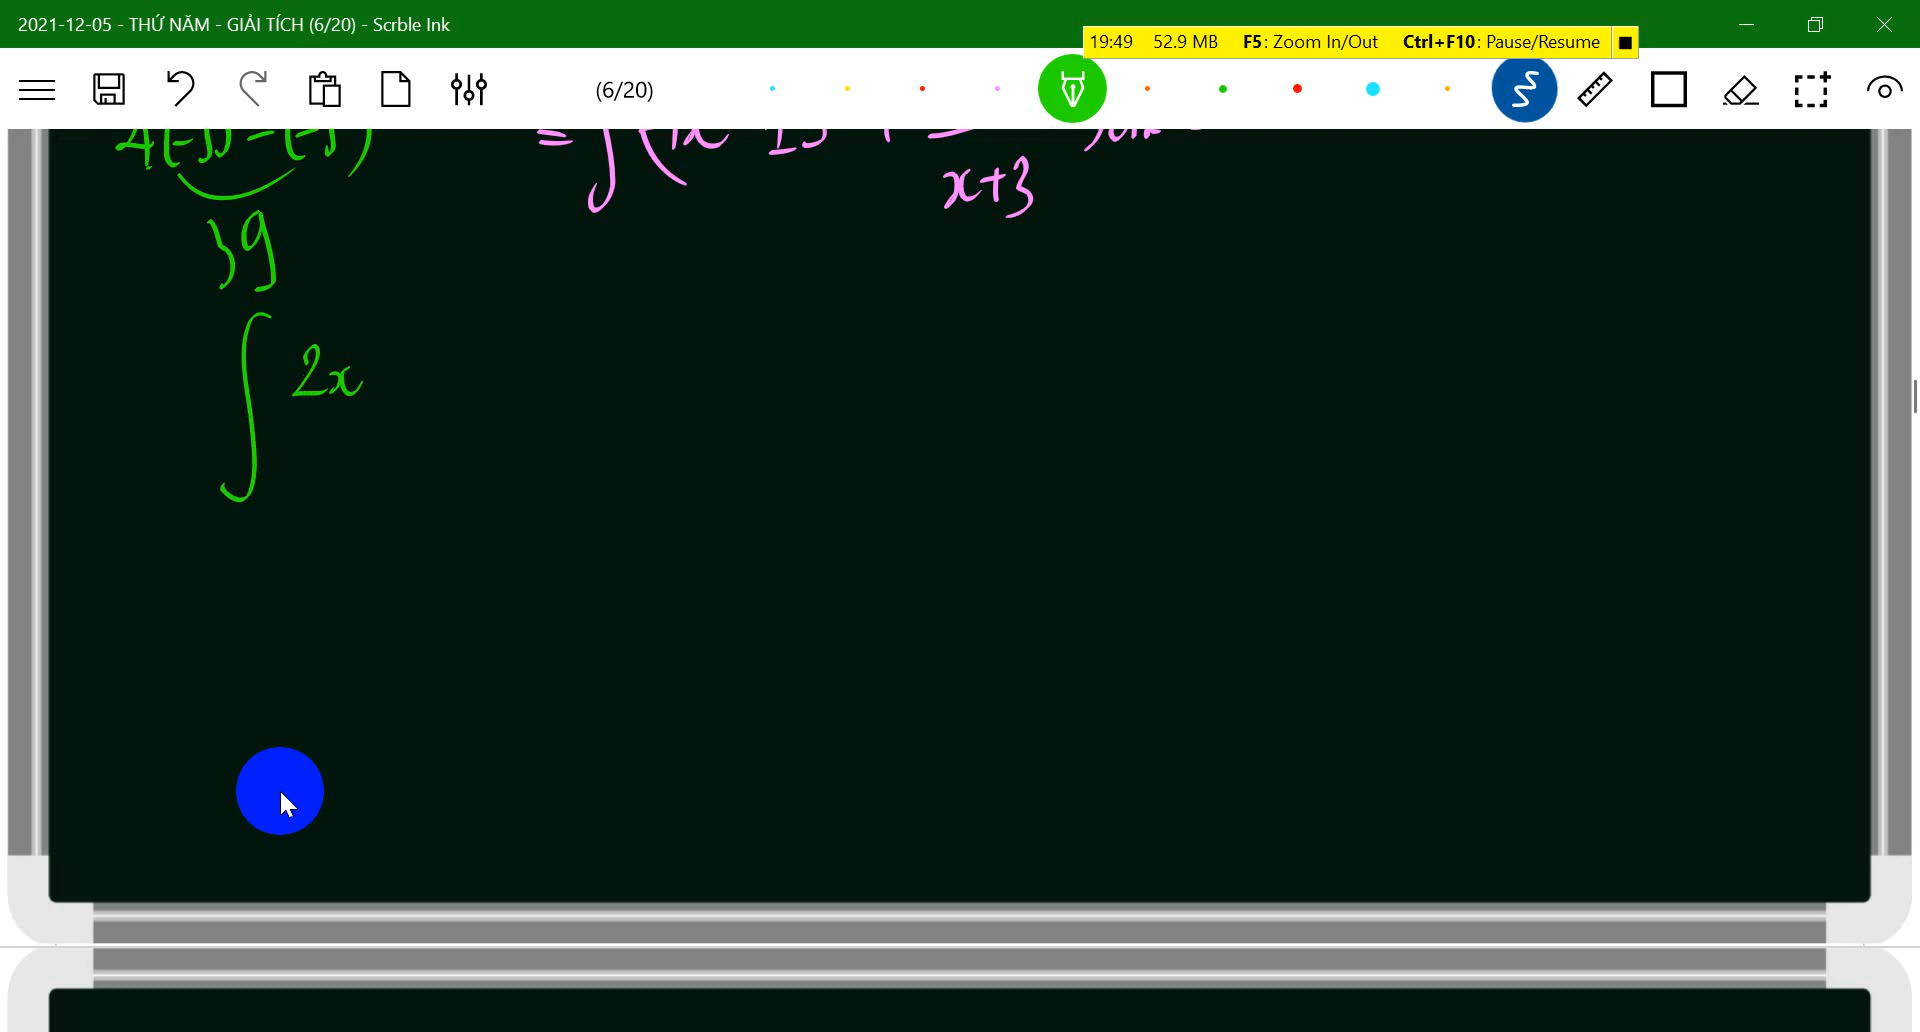 2021-12-05 - THỨ NĂM - GIẢI TÍCH (6/20) - Scrble Ink
19:49 52.9 MB F5: Zoom In/Out Ctrl+F10: Pause/Resume
(6/20)
x+3
39
∫ 2x